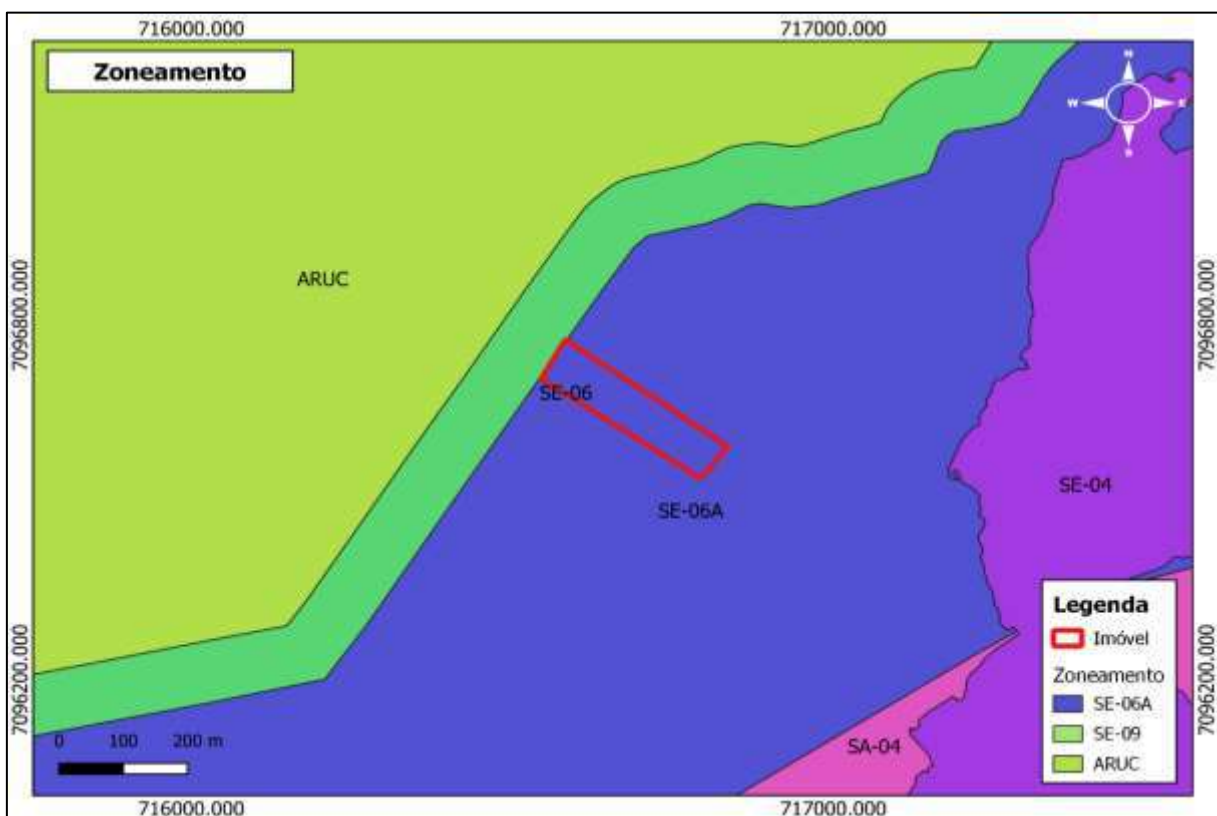 716000.000
717000.000
Zoneamento
N
W
E
S
ARUC
7096800.000
7096800.000
SE-06
SE-06A
SE-04
Legenda
Imóvel
Zoneamento
SE-06A
SE-09
ARUC
7096200.000
7096200.000
SA-04
0 100 200 m
716000.000
717000.000